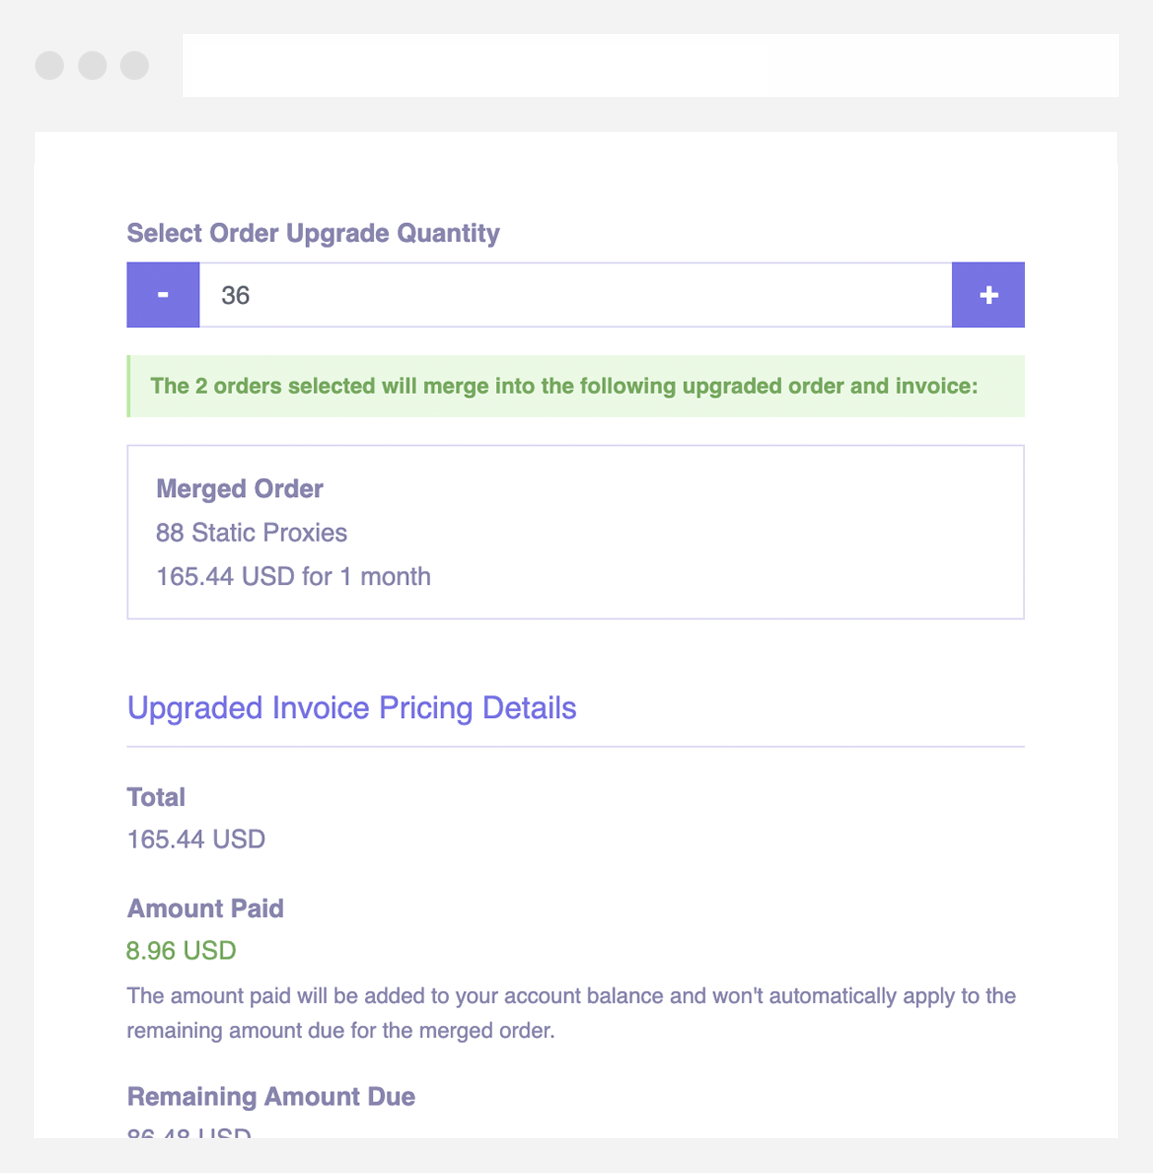 Select Order Upgrade Quantity
- 36 +
The 2 orders selected will merge into the following upgraded order and invoice:
Merged Order
88 Static Proxies
165.44 USD for 1 month
Upgraded Invoice Pricing Details
Total
165.44 USD
Amount Paid
8.96 USD
The amount paid will be added to your account balance and won't automatically apply to the
remaining amount due for the merged order.
Remaining Amount Due
86.48 USD